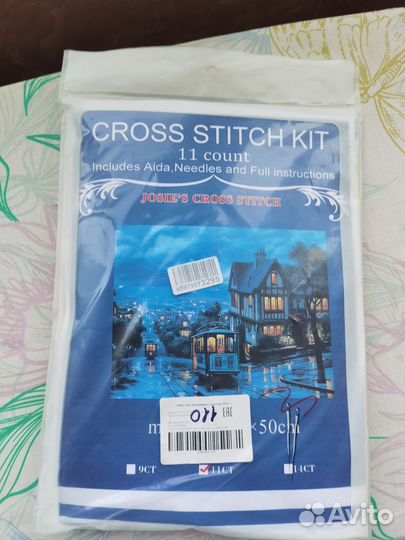 CROSS STITCH KIT
11 count
Includes Aida,Needles and Full instructions
JOSIE'S CROSS STITCH
×50cm
EAC
9CT
11CT
14CT
Avito